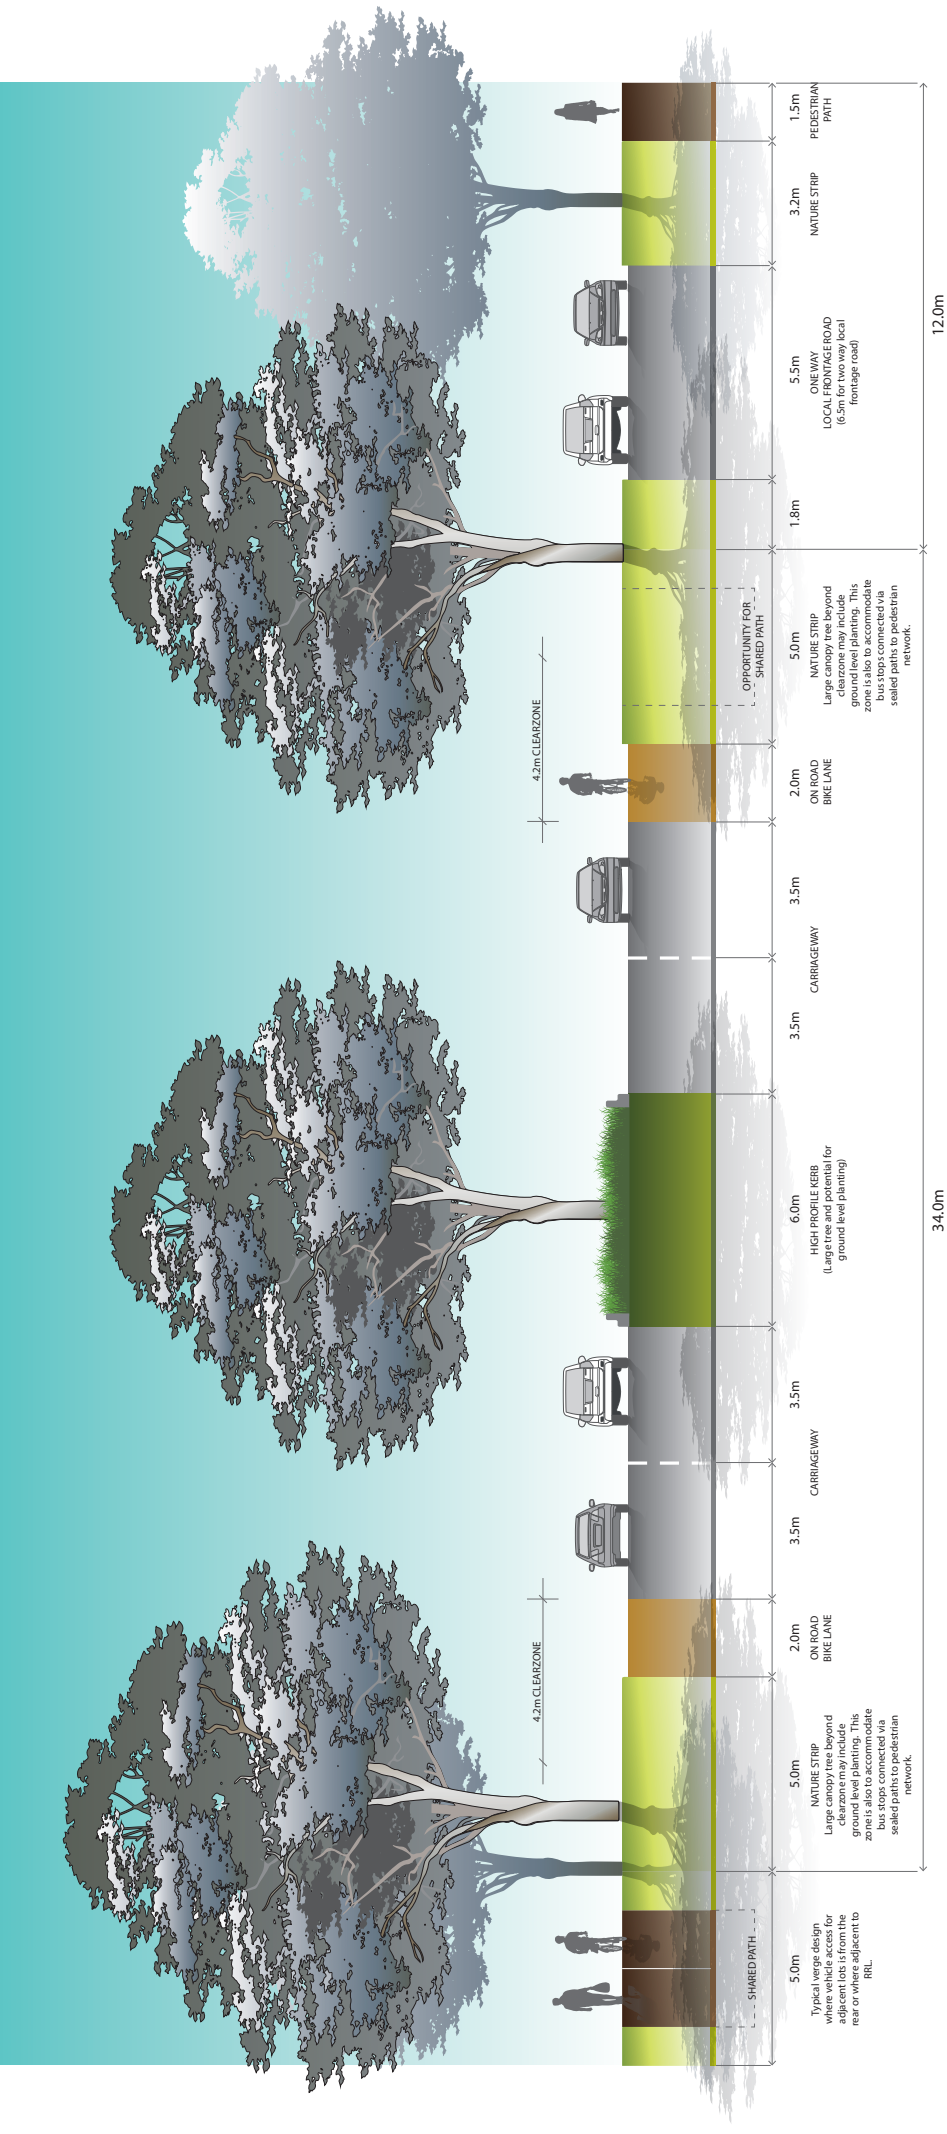 4.2m CLEARZONE
4.2m CLEARZONE
SHARED PATH
OPPORTUNITY FOR
SHARED PATH
5.0m
Typical verge design
where vehicle access for
adjacent lots is from the
rear or where adjacent to
RRL.
5.0m
NATURE STRIP
Large canopy tree beyond
clearzone may include
ground level planting. This
zone is also to accommodate
bus stops connected via
sealed paths to pedestrian
network.
2.0m
ON ROAD
BIKE LANE
3.5m
CARRIAGEWAY
3.5m
6.0m
HIGH PROFILE KERB
(Large tree and potential for
ground level planting)
3.5m
CARRIAGEWAY
3.5m
2.0m
ON ROAD
BIKE LANE
5.0m
NATURE STRIP
Large canopy tree beyond
clearzone may include
ground level planting. This
zone is also to accommodate
bus stops connected via
sealed paths to pedestrian
network.
1.8m
5.5m
ONE WAY
LOCAL FRONTAGE ROAD
(6.5m for two way local
frontage road)
3.2m
NATURE STRIP
1.5m
PEDESTRIAN
PATH
34.0m
12.0m